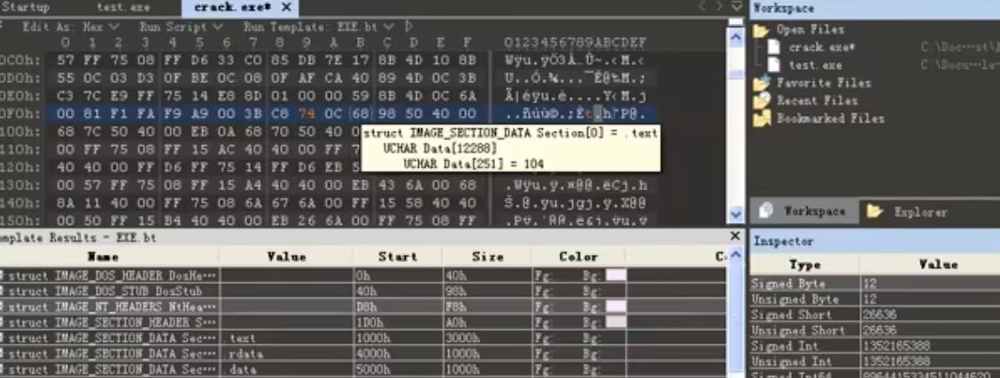 Startup test.exe crack.exe*
Edit As: Hex Run Script Run Template: EXE.bt
0 1 2 3 4 5 6 7 8 9 A B C D E F 0123456789ABCDEF
0C0h: 57 FF 75 08 FF D6 33 C0 85 DB 7E 17 8B 4D 10 8B Wÿu.ÿÖ3À…Û~.‹M.‹
0D0h: 55 0C 03 D3 0F BE 0C 08 0F AF CA 40 89 4D 0C 3B U..Ó.¾...¯Ê@‰M.;
0E0h: C3 7C E9 FF 75 14 E8 8D 01 00 00 59 8B 4D 0C 6A Ã|éÿu.è....Y‹M.j
0F0h: 00 81 F1 FA F9 A9 00 3B C8 74 0C 68 98 50 40 00 ..ñúù©.;Èt.h˜P@.
100h: 68 7C 50 40 00 EB 0A 68 70 50 40 00
110h: 00 FF 75 08 FF 15 AC 40 40 00 FF
120h: 40 40 00 FF D6 FF 75 14 FF D6 EB
130h: 00 57 FF 75 08 FF 15 A4 40 40 00 EB 43 6A 00 68 .Wÿu.ÿ.¤@@.ëCj.h
140h: 8A 11 40 00 FF 75 08 6A 67 6A 00 FF 15 58 40 40 Š.@.ÿu.jgj.ÿ.X@@
150h: 00 50 FF 15 B4 40 40 00 EB 26 6A 00 FF 75 08 FF .Pÿ.´@@.ë&j.ÿu.ÿ
struct IMAGE_SECTION_DATA Section[0] = .text
UCHAR Data[12288]
UCHAR Data[251] = 104
emplate Results - EXE.bt
Name Value Start Size Color
struct IMAGE_DOS_HEADER DosHe… 0h 40h Fg: Bg:
struct IMAGE_DOS_STUB DosStub 40h 98h Fg: Bg:
struct IMAGE_NT_HEADERS NtHea… D8h F8h Fg: Bg:
struct IMAGE_SECTION_HEADER S… 1D0h A0h Fg: Bg:
struct IMAGE_SECTION_DATA Sec… .text 1000h 3000h Fg: Bg:
struct IMAGE_SECTION_DATA Sec… .rdata 4000h 1000h Fg: Bg:
struct IMAGE_SECTION_DATA Sec… .data 5000h 1000h Fg: Bg:
Workspace
Open Files
crack.exe*
test.exe
Favorite Files
Recent Files
Bookmarked Files
Workspace Explorer
Inspector
Type Value
Signed Byte 12
Unsigned Byte 12
Signed Short 26636
Unsigned Short 26636
Signed Int 1352165388
Unsigned Int 1352165388